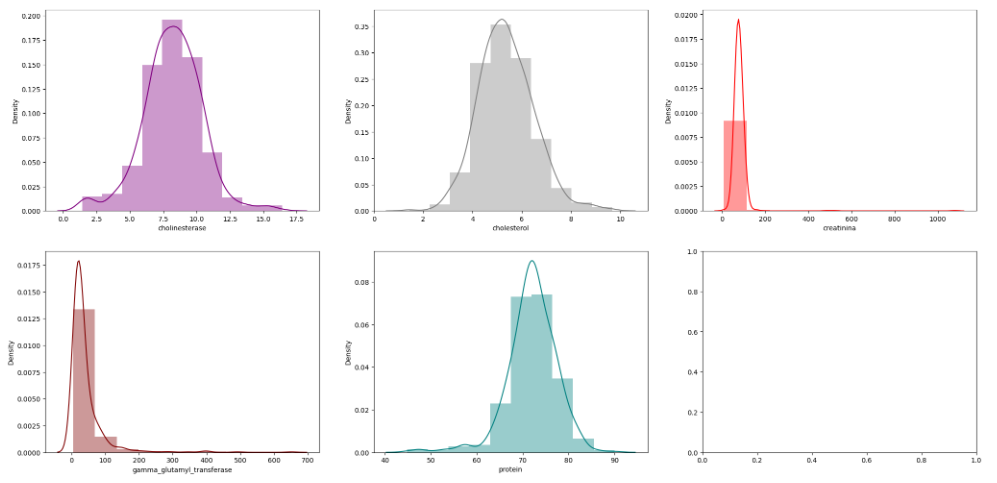 0.200
0.175
0.150
0.125
0.100
0.075
0.050
0.025
0.000
Density
0.0 2.5 5.0 7.5 10.0 12.5 15.0 17.5
cholinesterase
0.35
0.30
0.25
0.20
0.15
0.10
0.05
0.00
Density
2 4 6 8 10
cholesterol
0.0200
0.0175
0.0150
0.0125
0.0100
0.0075
0.0050
0.0025
0.0000
Density
0 200 400 600 800 1000
creatinina
0.0175
0.0150
0.0125
0.0100
0.0075
0.0050
0.0025
0.0000
Density
0 100 200 300 400 500 600 700
gamma_glutamyl_transferase
0.08
0.06
0.04
0.02
0.00
Density
40 50 60 70 80 90
protein
1.0
0.8
0.6
0.4
0.2
0.0
0.0 0.2 0.4 0.6 0.8 1.0